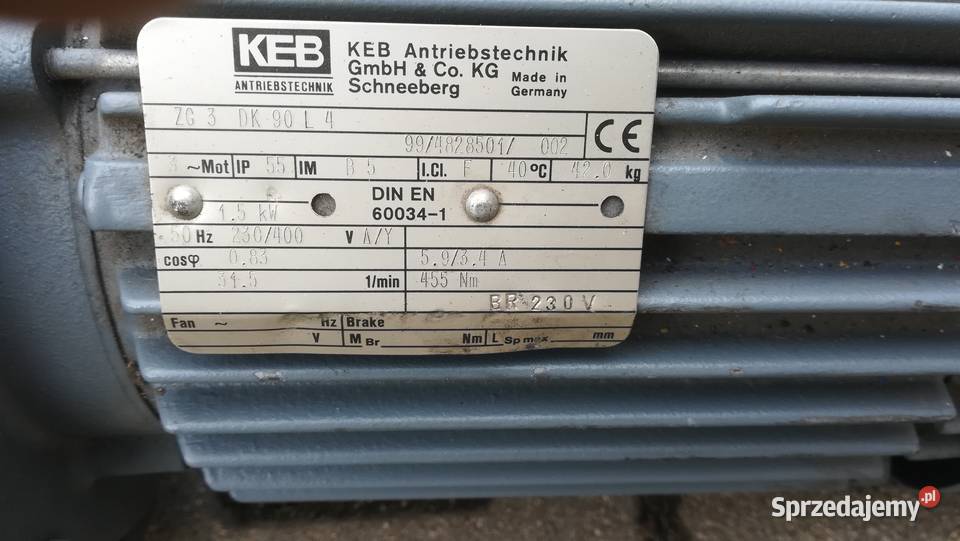 KEB
ANTRIEBSTECHNIK
KEB Antriebstechnik
GmbH & Co. KG
Schneeberg
Made in
Germany
ZG 3 DK 90 L 4
99/4828501/ 002
CE
3 ~Mot IP 55 IM B 5 I.Cl. F 40°C 42.0 kg
1.5 kW
DIN EN
60034-1
50 Hz 230/400 V Δ/Y
cosφ 0.83 5.9/3.4 A
31.5 1/min 455 Nm
BR 230V
Fan ~ Hz Brake
V M Br Nm L Sp max mm
Sprzedajemy.pl